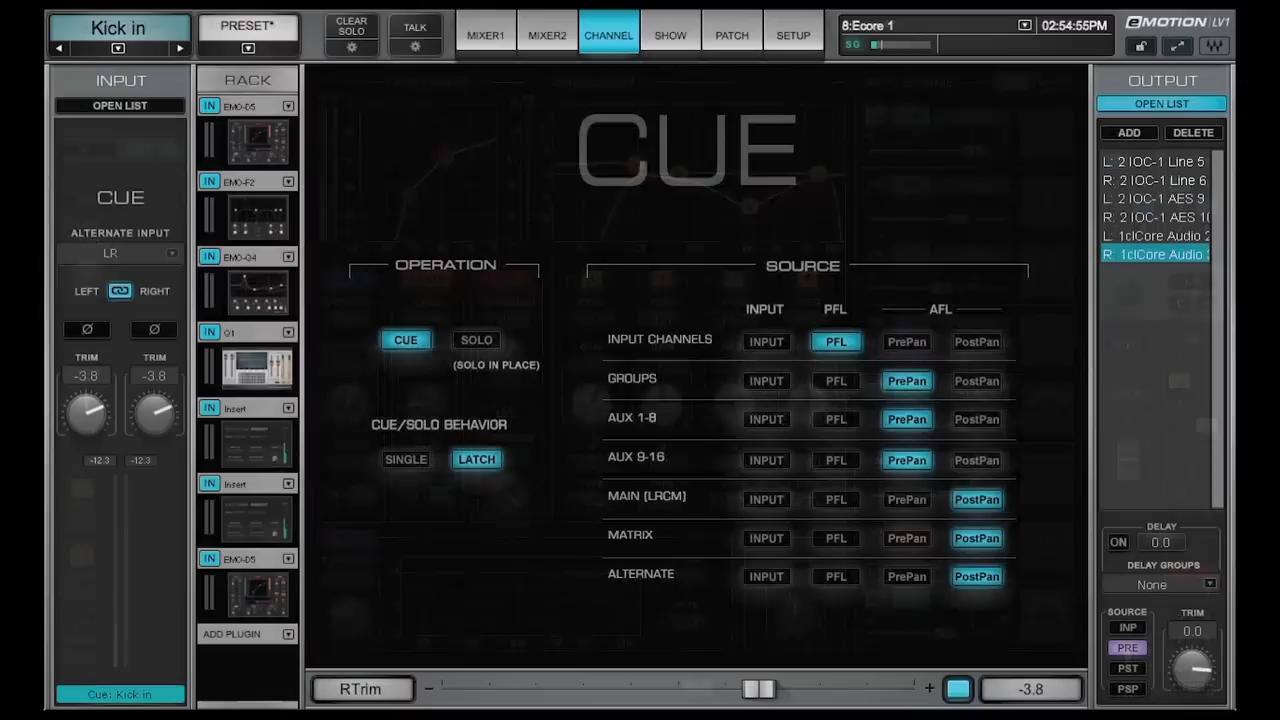 Kick in
PRESET*
CLEAR SOLO
TALK
MIXER1
MIXER2
CHANNEL
SHOW
PATCH
SETUP
8:Ecore 1
02:54:55PM
SG
eMOTION LV1
INPUT
OPEN LIST
CUE
ALTERNATE INPUT
LR
LEFT
RIGHT
Ø
Ø
TRIM
TRIM
-3.8
-3.8
-12.3
-12.3
Cue: Kick in
RACK
IN EMO-D5
IN EMO-F2
IN EMO-Q4
IN Q1
IN Insert
IN Insert
IN EMO-D5
ADD PLUGIN
CUE
OPERATION
CUE
SOLO
(SOLO IN PLACE)
CUE/SOLO BEHAVIOR
SINGLE
LATCH
SOURCE
INPUT PFL AFL
INPUT CHANNELS INPUT PFL PrePan PostPan
GROUPS INPUT PFL PrePan PostPan
AUX 1-8 INPUT PFL PrePan PostPan
AUX 9-16 INPUT PFL PrePan PostPan
MAIN (LRCM) INPUT PFL PrePan PostPan
MATRIX INPUT PFL PrePan PostPan
ALTERNATE INPUT PFL PrePan PostPan
RTrim
-
+
-3.8
OUTPUT
OPEN LIST
ADD
DELETE
L: 2 IOC-1 Line 5
R: 2 IOC-1 Line 6
L: 2 IOC-1 AES 9
R: 2 IOC-1 AES 10
L: 1clCore Audio
R: 1clCore Audio
DELAY
ON 0.0
DELAY GROUPS
None
SOURCE
INP
PRE
PST
PSP
TRIM
0.0